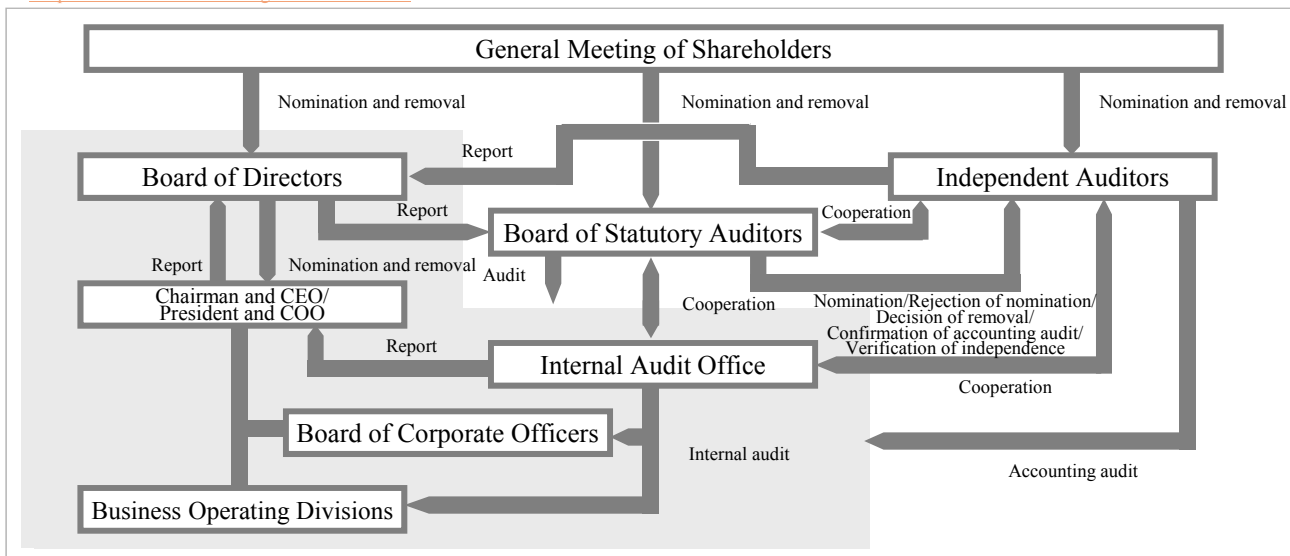 General Meeting of Shareholders
Nomination and removal
Nomination and removal
Nomination and removal
Report
Board of Directors
Independent Auditors
Report
Cooperation
Board of Statutory Auditors
Report
Nomination and removal
Audit
Chairman and CEO/
President and COO
Cooperation
Nomination/Rejection of nomination/
Decision of removal/
Confirmation of accounting audit/
Verification of independence
Report
Internal Audit Office
Cooperation
Board of Corporate Officers
Internal audit
Accounting audit
Business Operating Divisions